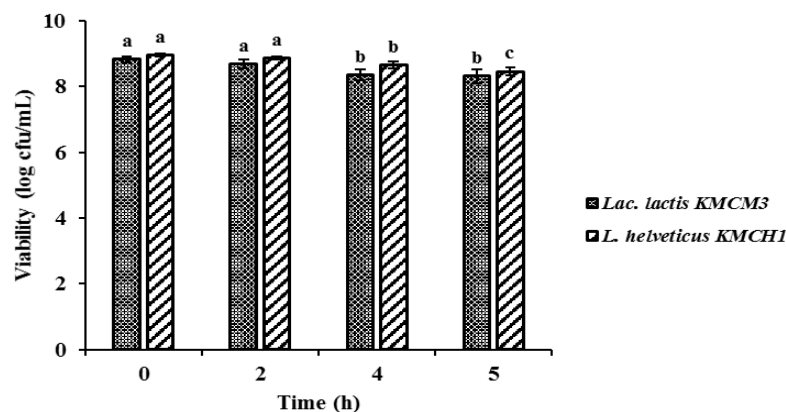 10
8
6
4
2
0
Viability (log cfu/mL)
a a a a b b b c
0 2 4 5
Time (h)
Lac. lactis KMCM3
L. helveticus KMCH1